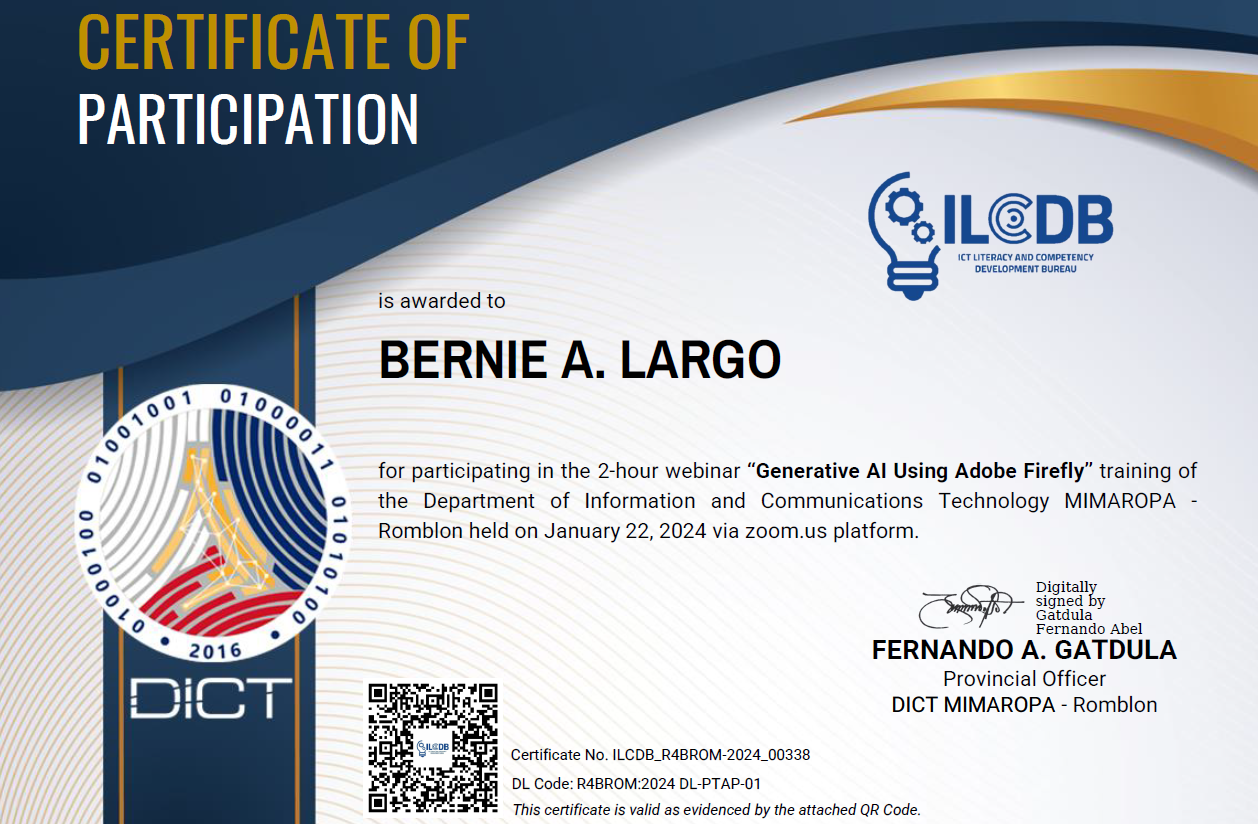 CERTIFICATE OF
PARTICIPATION
ILCDB
ICT LITERACY AND COMPETENCY
DEVELOPMENT BUREAU
is awarded to
BERNIE A. LARGO
for participating in the 2-hour webinar “Generative AI Using Adobe Firefly” training of
the Department of Information and Communications Technology MIMAROPA -
Romblon held on January 22, 2024 via zoom.us platform.
01000100 01001001 01000011 01010100
2016
DICT
Digitally
signed by
Gatdula
Fernando Abel
FERNANDO A. GATDULA
Provincial Officer
DICT MIMAROPA - Romblon
ILCDB
Certificate No. ILCDB_R4BROM-2024_00338
DL Code: R4BROM:2024 DL-PTAP-01
This certificate is valid as evidenced by the attached QR Code.